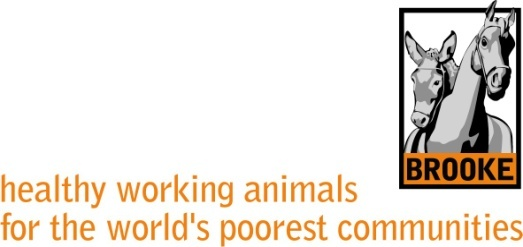 BROOKE
healthy working animals
for the world's poorest communities